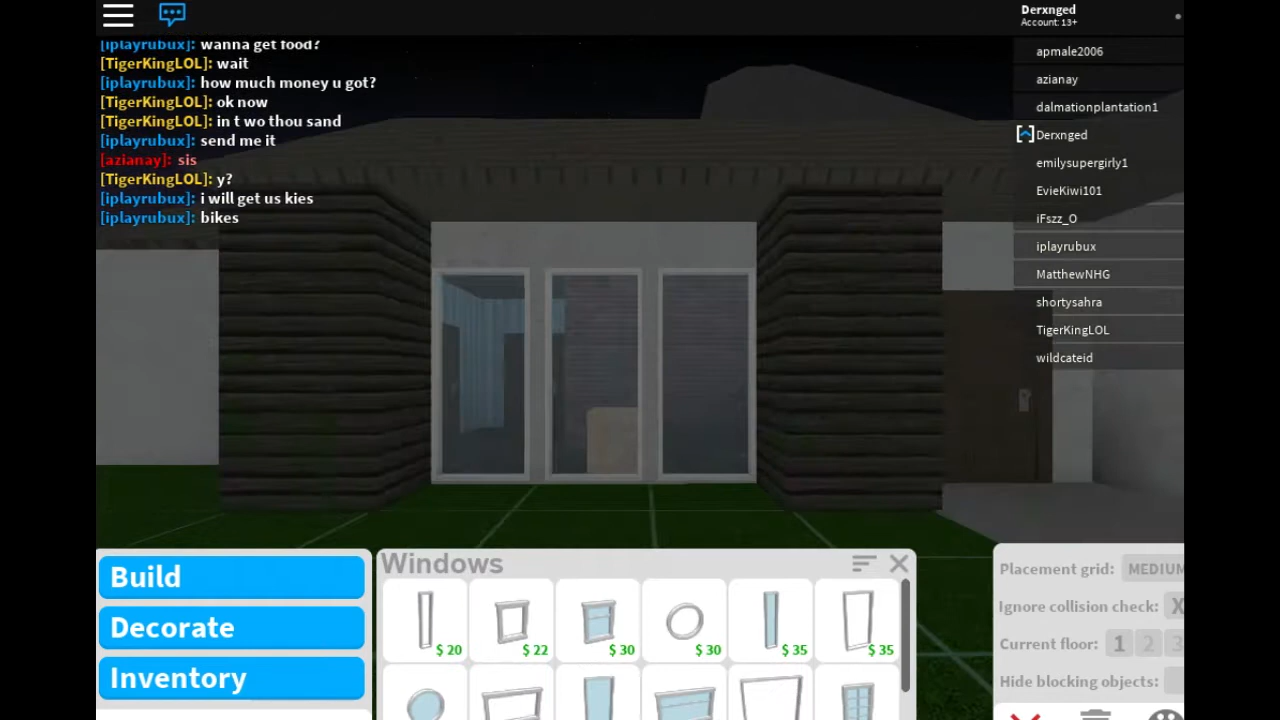 Derxnged
Account: 13+
[iplayrubux]: wanna get food?
[TigerKingLOL]: wait
[iplayrubux]: how much money u got?
[TigerKingLOL]: ok now
[TigerKingLOL]: in t wo thou sand
[iplayrubux]: send me it
[azianay]: sis
[TigerKingLOL]: y?
[iplayrubux]: i will get us kies
[iplayrubux]: bikes
apmale2006
azianay
dalmationplantation1
Derxnged
emilysupergirly1
EvieKiwi101
iFszz_O
iplayrubux
MatthewNHG
shortysahra
TigerKingLOL
wildcateid
Build
Decorate
Inventory
Windows
$ 20
$ 22
$ 30
$ 30
$ 35
$ 35
Placement grid: MEDIUM
Ignore collision check: X
Current floor: 1 2 3
Hide blocking objects: